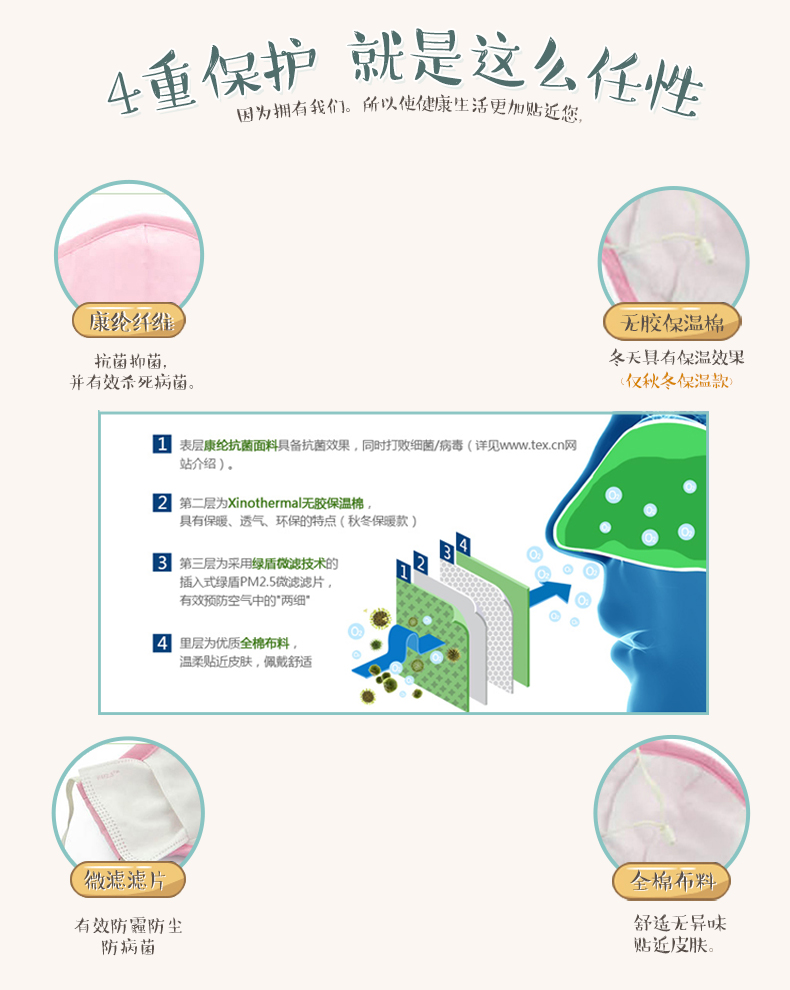 4重保护 就是这么任性
因为拥有我们。所以使健康生活更加贴近您,
康纶纤维
抗菌抑菌,
并有效杀死病菌。
无胶保温棉
冬天具有保温效果
(仅秋冬保温款)
1 表层康纶抗菌面料具备抗菌效果，同时打败细菌/病毒（详见www.tex.cn网
站介绍）。
2 第二层为Xinothermal无胶保温棉，
具有保暖、透气、环保的特点（秋冬保暖款）
3 第三层为采用绿盾微滤技术的
插入式绿盾PM2.5微滤滤片，
有效预防空气中的"两细"
4 里层为优质全棉布料，
温柔贴近皮肤，佩戴舒适
1 2 3 4
O₂ O₂ O₂ O₂
O₂ O₂ O₂
O₂ O₂
微滤滤片
有效防霾防尘
防病菌
全棉布料
舒适无异味
贴近皮肤。